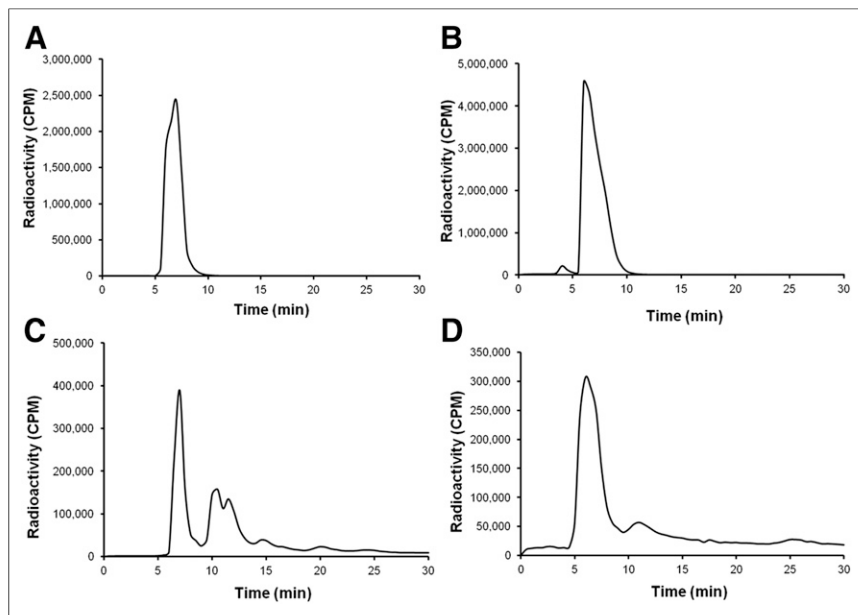 A
Radioactivity (CPM)
3,000,000
2,500,000
2,000,000
1,500,000
1,000,000
500,000
0
0 5 10 15 20 25 30
Time (min)
B
Radioactivity (CPM)
5,000,000
4,000,000
3,000,000
2,000,000
1,000,000
0
0 5 10 15 20 25 30
Time (min)
C
Radioactivity (CPM)
500,000
400,000
300,000
200,000
100,000
0
0 5 10 15 20 25 30
Time (min)
D
Radioactivity (CPM)
350,000
300,000
250,000
200,000
150,000
100,000
50,000
0
0 5 10 15 20 25 30
Time (min)